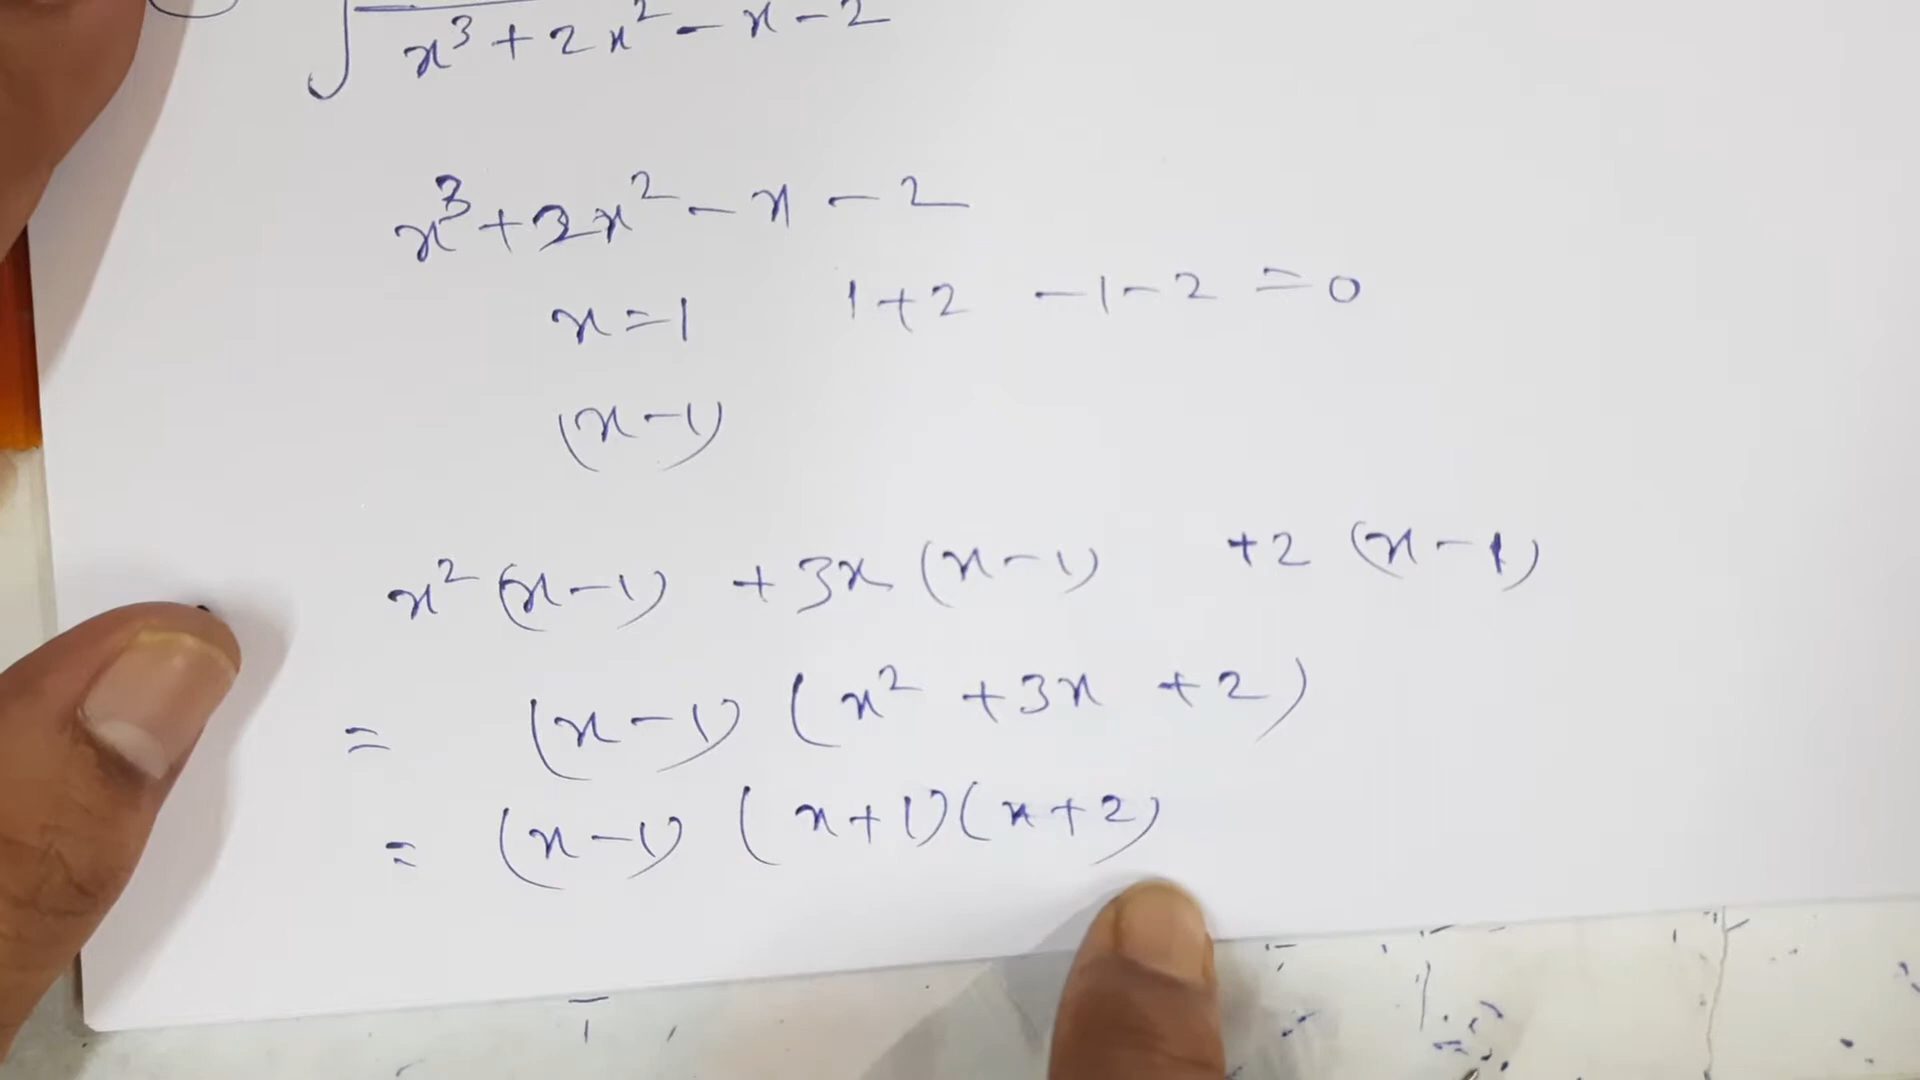 √x³+2x²-x-2
x³+2x²-x-2
x=1 1+2 -1-2=0
(x-1)
x²(x-1) +3x(x-1) +2(x-1)
= (x-1)(x²+3x+2)
= (x-1)(x+1)(x+2)